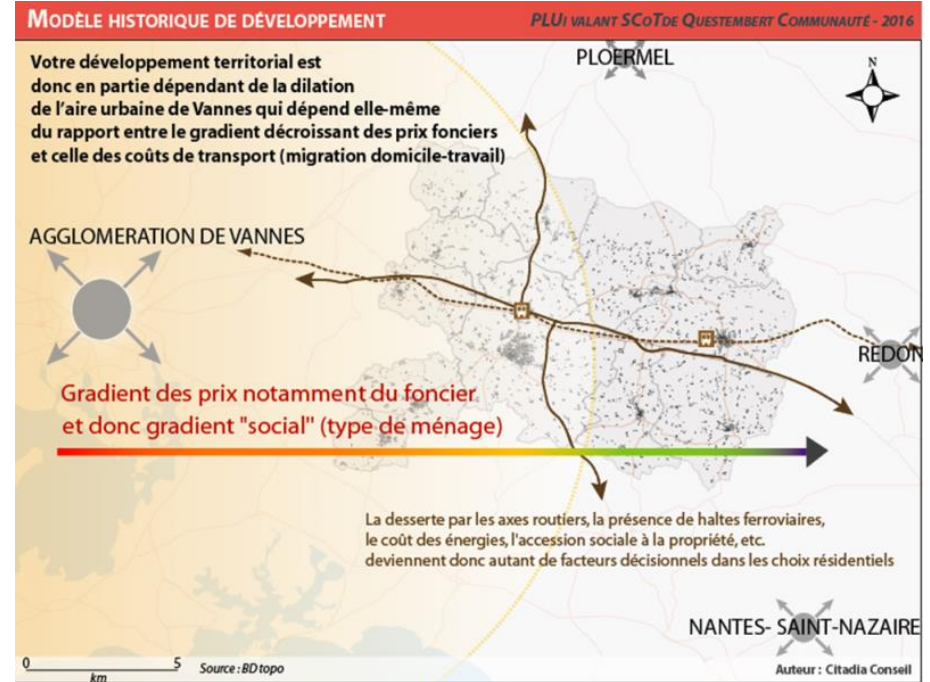 MODÈLE HISTORIQUE DE DÉVELOPPEMENT
PLUI VALANT SCOT DE QUESTEMBERT COMMUNAUTÉ - 2016
Votre développement territorial est
donc en partie dépendant de la dilation
de l'aire urbaine de Vannes qui dépend elle-même
du rapport entre le gradient décroissant des prix fonciers
et celle des coûts de transport (migration domicile-travail)
PLOERMEL
N
AGGLOMERATION DE VANNES
REDON
Gradient des prix notamment du foncier
et donc gradient "social" (type de ménage)
La desserte par les axes routiers, la présence de haltes ferroviaires,
le coût des énergies, l'accession sociale à la propriété, etc.
deviennent donc autant de facteurs décisionnels dans les choix résidentiels
NANTES- SAINT-NAZAIRE
0 5
km
Source : BD topo
Auteur : Citadia Conseil